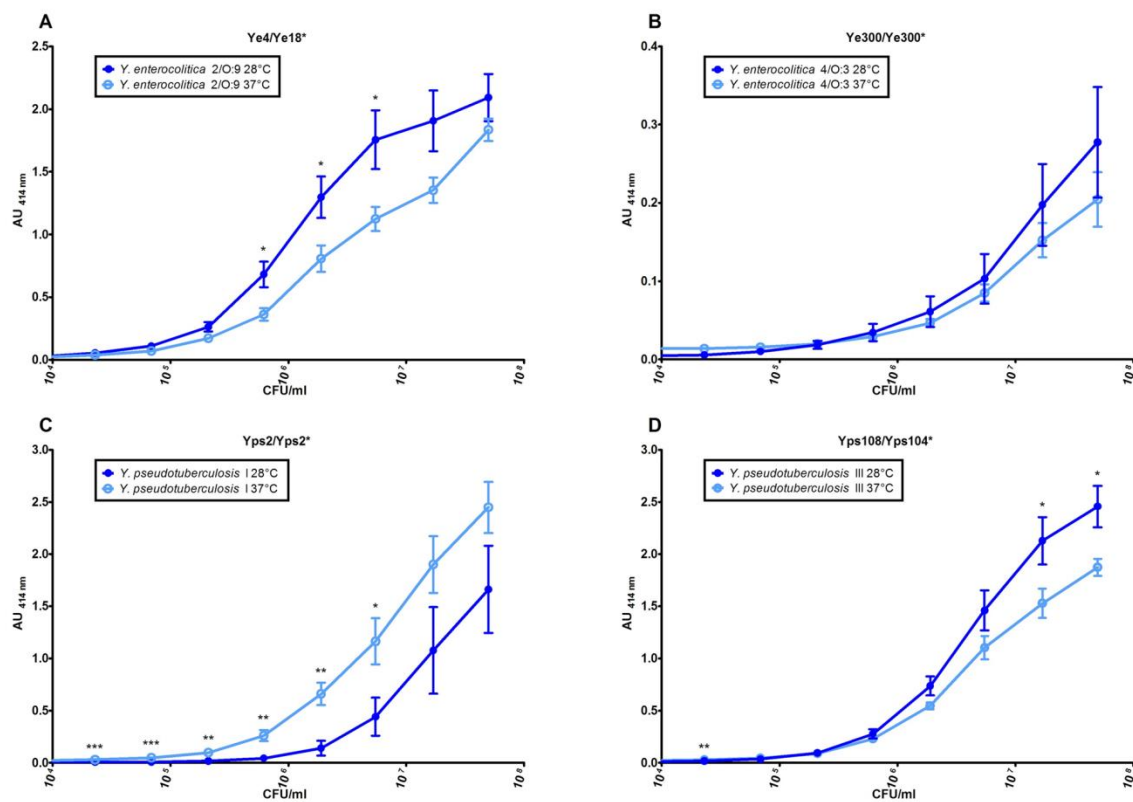 A
Ye4/Ye18*
Y. enterocolitica 2/O:9 28°C
Y. enterocolitica 2/O:9 37°C
AU 414 nm
2.5
2.0
1.5
1.0
0.5
0.0
*
*
*
10 4
10 5
10 6
10 7
10 8
CFU/ml
B
Ye300/Ye300*
Y. enterocolitica 4/O:3 28°C
Y. enterocolitica 4/O:3 37°C
AU 414 nm
0.4
0.3
0.2
0.1
0.0
10 4
10 5
10 6
10 7
10 8
CFU/ml
C
Yps2/Yps2*
Y. pseudotuberculosis I 28°C
Y. pseudotuberculosis I 37°C
AU 414 nm
3.0
2.5
2.0
1.5
1.0
0.5
0.0
***
***
**
**
**
*
10 4
10 5
10 6
10 7
10 8
CFU/ml
D
Yps108/Yps104*
Y. pseudotuberculosis III 28°C
Y. pseudotuberculosis III 37°C
AU 414 nm
3.0
2.5
2.0
1.5
1.0
0.5
0.0
**
*
*
10 4
10 5
10 6
10 7
10 8
CFU/ml